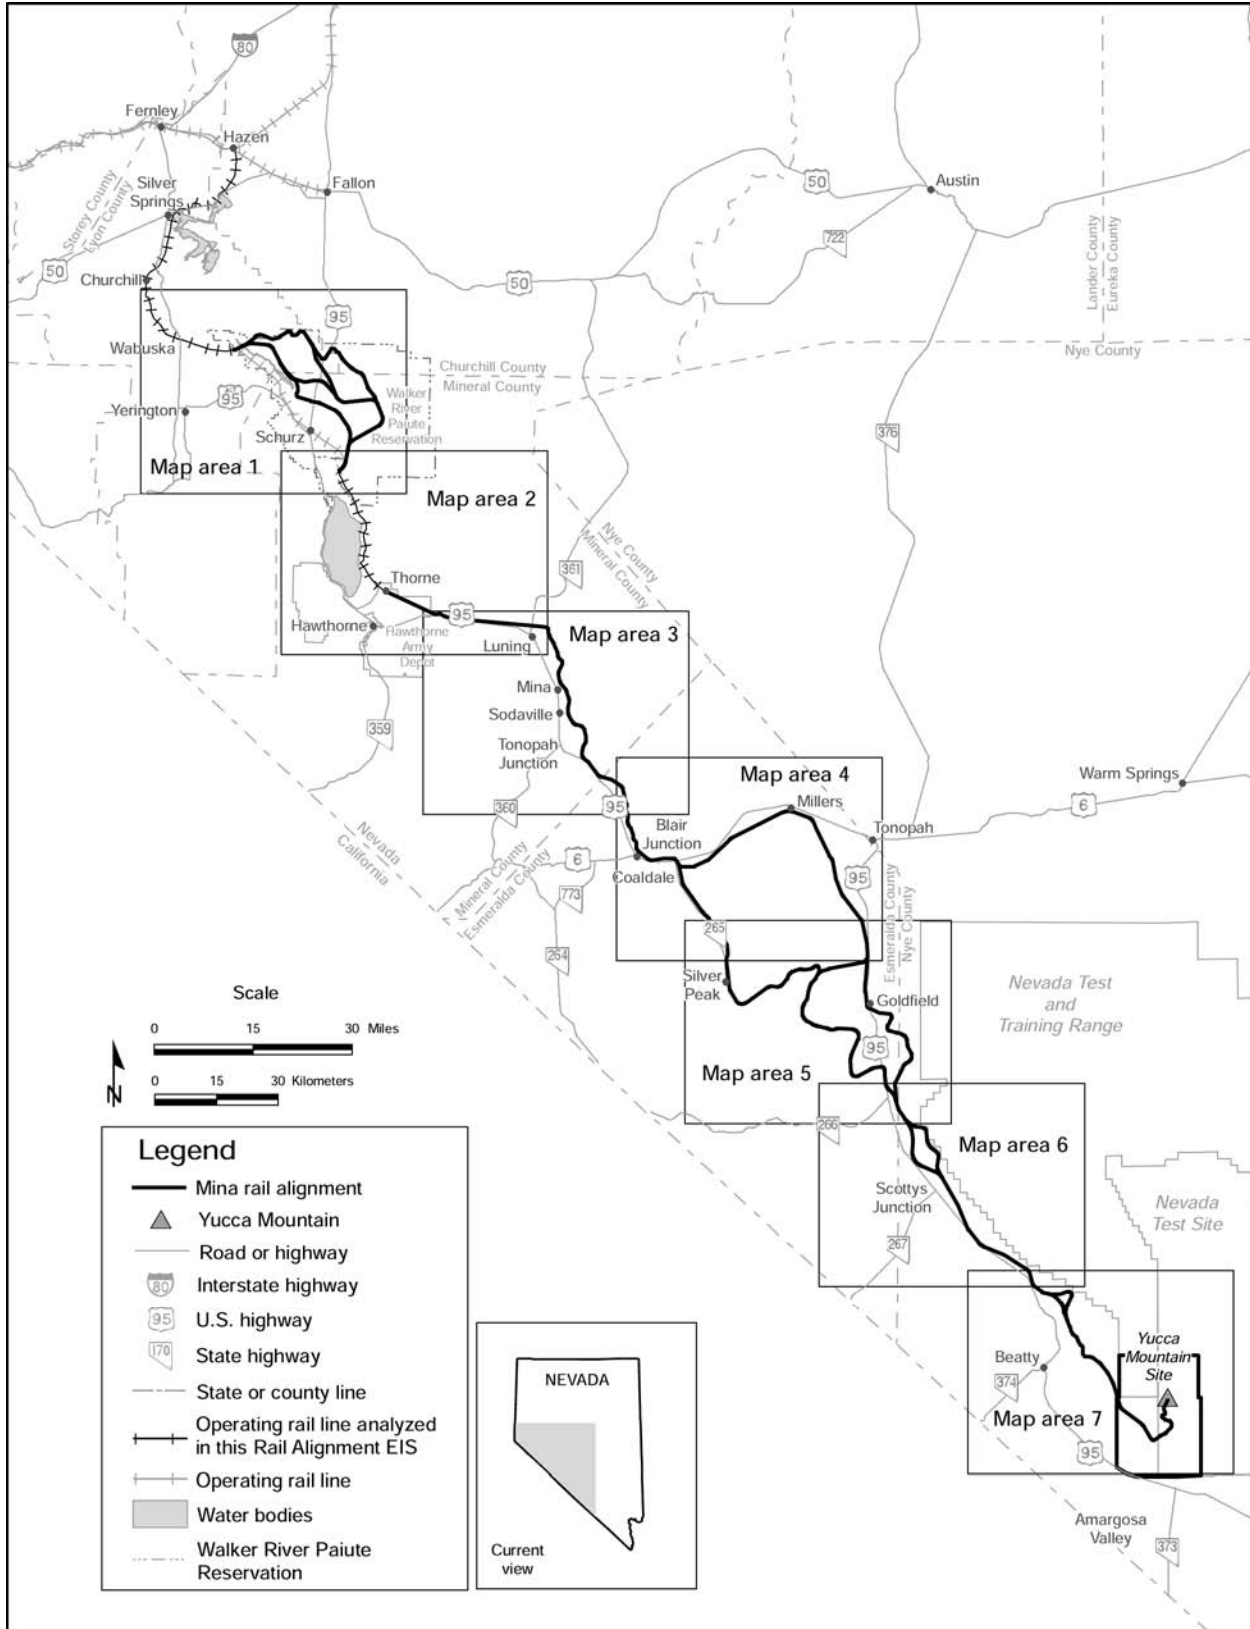 80
Fernley
Hazen
Silver
Springs
Fallon
50
Austin
722
Storey County
Lyon County
50
Churchill
50
Lander County
Eureka County
95
Wabuska
Churchill County
Mineral County
Nye County
Yerington
95
Walker
River
Paiute
Reservation
Schurz
376
Map area 1
Map area 2
Nye County
Mineral County
361
Thorne
95
Map area 3
Hawthorne
Hawthorne
Army
Depot
Luning
Mina
Sodaville
359
Tonopah
Junction
Map area 4
Warm Springs
360
95
Millers
6
Nevada
California
Blair
Junction
Tonopah
6
Coaldale
95
Mineral County
Esmeralda County
773
Esmeralda County
Nye County
265
264
Silver
Peak
Nevada Test
and
Training Range
Scale
Goldfield
0 15 30 Miles
95
Map area 5
0 15 30 Kilometers
N
266
Map area 6
Legend
Mina rail alignment
Yucca Mountain
Road or highway
80
Interstate highway
95
U.S. highway
170
State highway
State or county line
Operating rail line analyzed
in this Rail Alignment EIS
Operating rail line
Water bodies
Walker River Paiute
Reservation
Scottys
Junction
Nevada
Test Site
267
NEVADA
Current
view
Yucca
Mountain
Site
Beatty
374
Map area 7
95
Amargosa
Valley
373